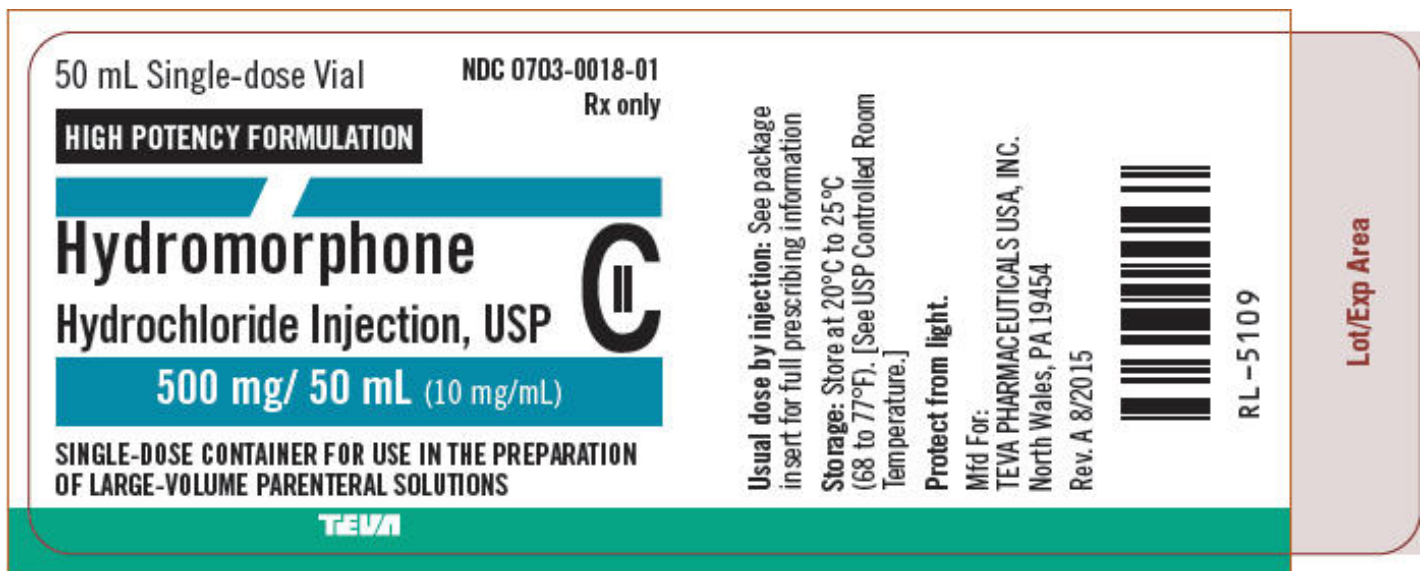 50 mL Single-dose Vial
NDC 0703-0018-01
Rx only
HIGH POTENCY FORMULATION
Hydromorphone
Hydrochloride Injection, USP
CII
500 mg/ 50 mL (10 mg/mL)
SINGLE-DOSE CONTAINER FOR USE IN THE PREPARATION
OF LARGE-VOLUME PARENTERAL SOLUTIONS
TEVA
Usual dose by injection: See package
insert for full prescribing information
Storage: Store at 20°C to 25°C
(68 to 77°F). [See USP Controlled Room
Temperature.]
Protect from light.
Mfd For:
TEVA PHARMACEUTICALS USA, INC.
North Wales, PA 19454
Rev. A 8/2015
RL-5109
Lot/Exp Area